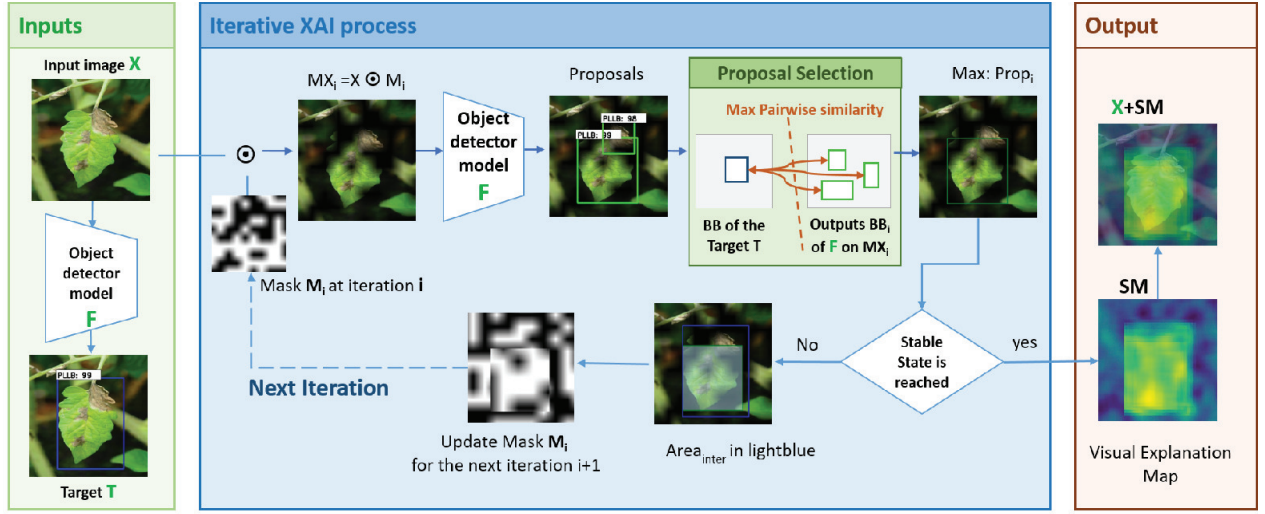 Inputs
Input image X
Object
detector
model
F
PLLB: 99
Target T
Iterative XAI process
MXi =X ⊙ Mi
⊙
Mask Mi at iteration i
Object
detector
model
F
Proposals
PLLB: 98
PLLB: 99
Proposal Selection
Max Pairwise similarity
BB of the
Target T
Outputs BBi
of F on MXi
Max: Propi
Stable
State is
reached
No
yes
Areainter in lightblue
Update Mask Mi
for the next iteration i+1
Next Iteration
Output
X+SM
SM
Visual Explanation
Map